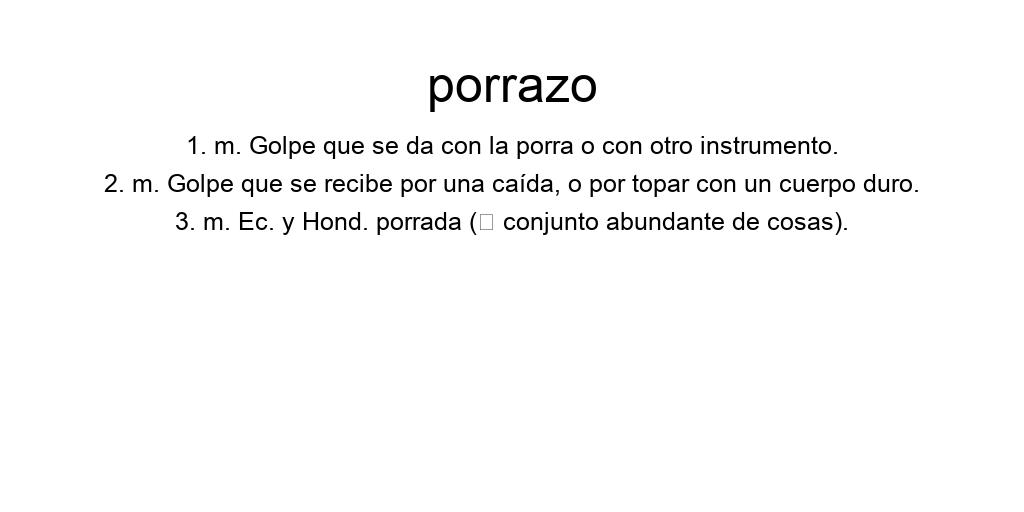 porrazo
1. m. Golpe que se da con la porra o con otro instrumento.
2. m. Golpe que se recibe por una caída, o por topar con un cuerpo duro.
3. m. Ec. y Hond. porrada (▯ conjunto abundante de cosas).